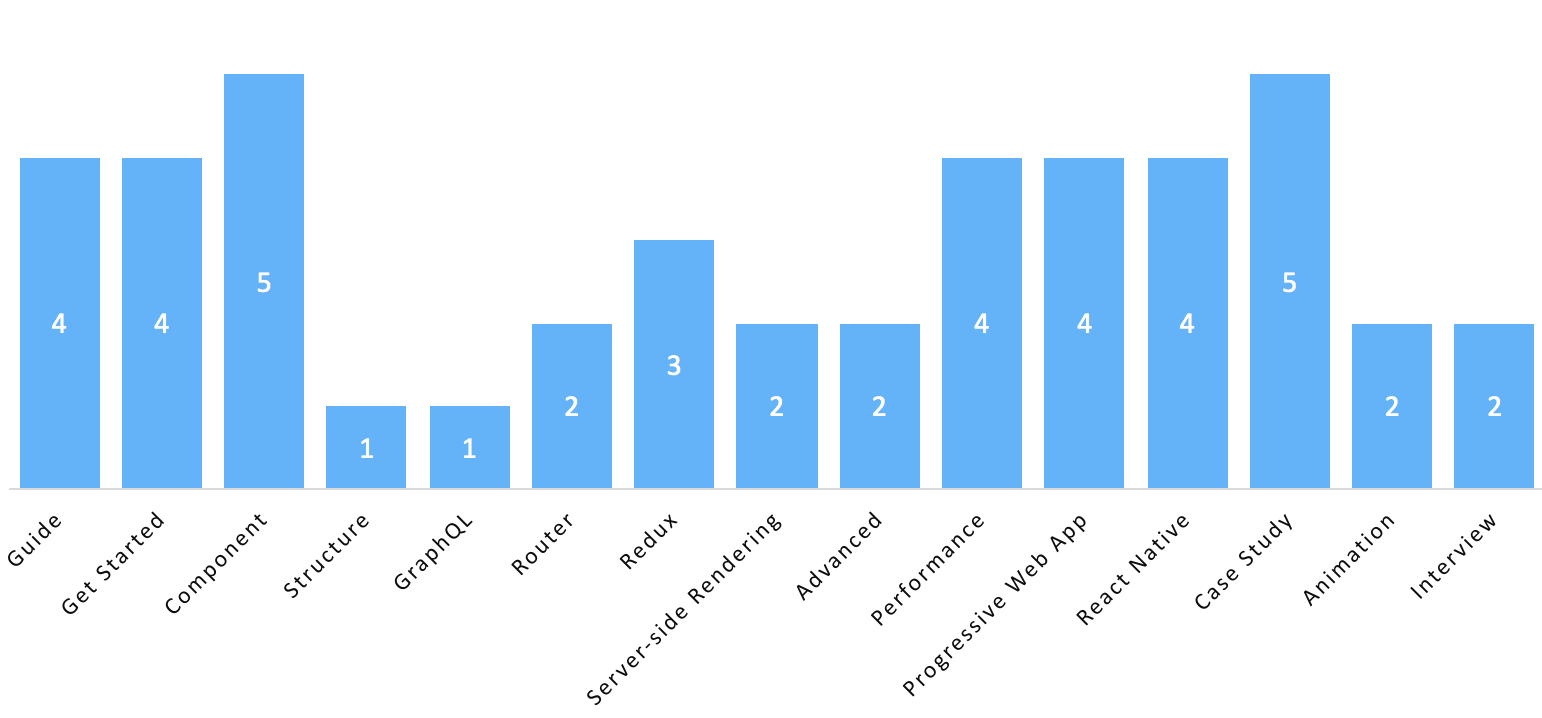 4
4
5
1
1
2
3
2
2
4
4
4
5
2
2
Guide
Get Started
Component
Structure
GraphQL
Router
Redux
Server-side Rendering
Advanced
Performance
Progressive Web App
React Native
Case Study
Animation
Interview